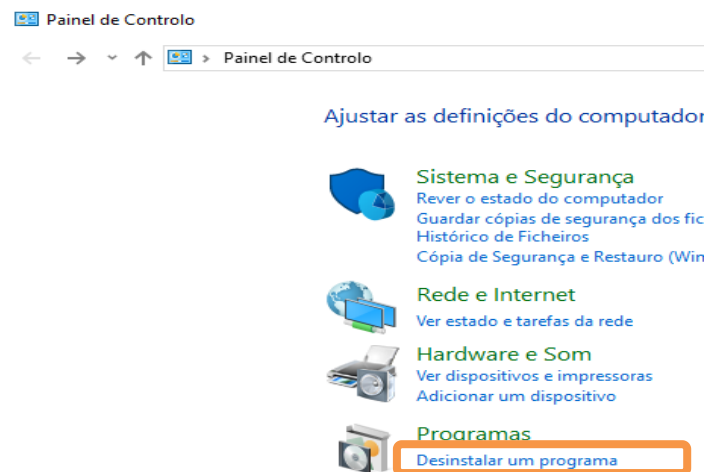 Painel de Controlo
Painel de Controlo
Ajustar as definições do computador
Sistema e Segurança
Rever o estado do computador
Guardar cópias de segurança dos fic
Histórico de Ficheiros
Cópia de Segurança e Restauro (Win
Rede e Internet
Ver estado e tarefas da rede
Hardware e Som
Ver dispositivos e impressoras
Adicionar um dispositivo
Programas
Desinstalar um programa